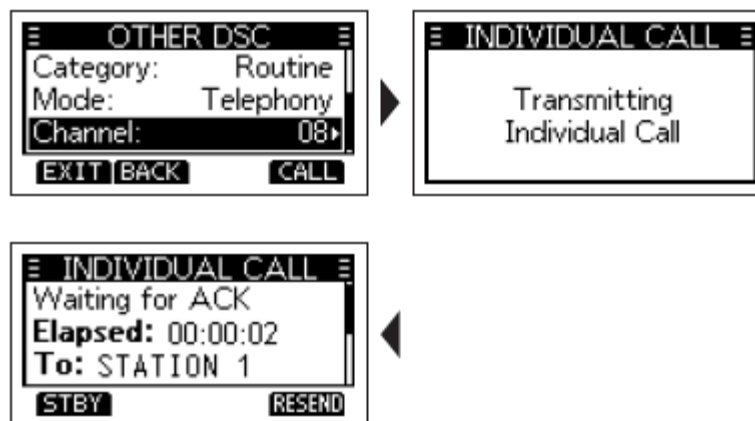 OTHER DSC
Category: Routine
Mode: Telephony
Channel: 08
EXIT BACK CALL
INDIVIDUAL CALL
Transmitting
Individual Call
INDIVIDUAL CALL
Waiting for ACK
Elapsed: 00:00:02
To: STATION 1
STBY RESEND